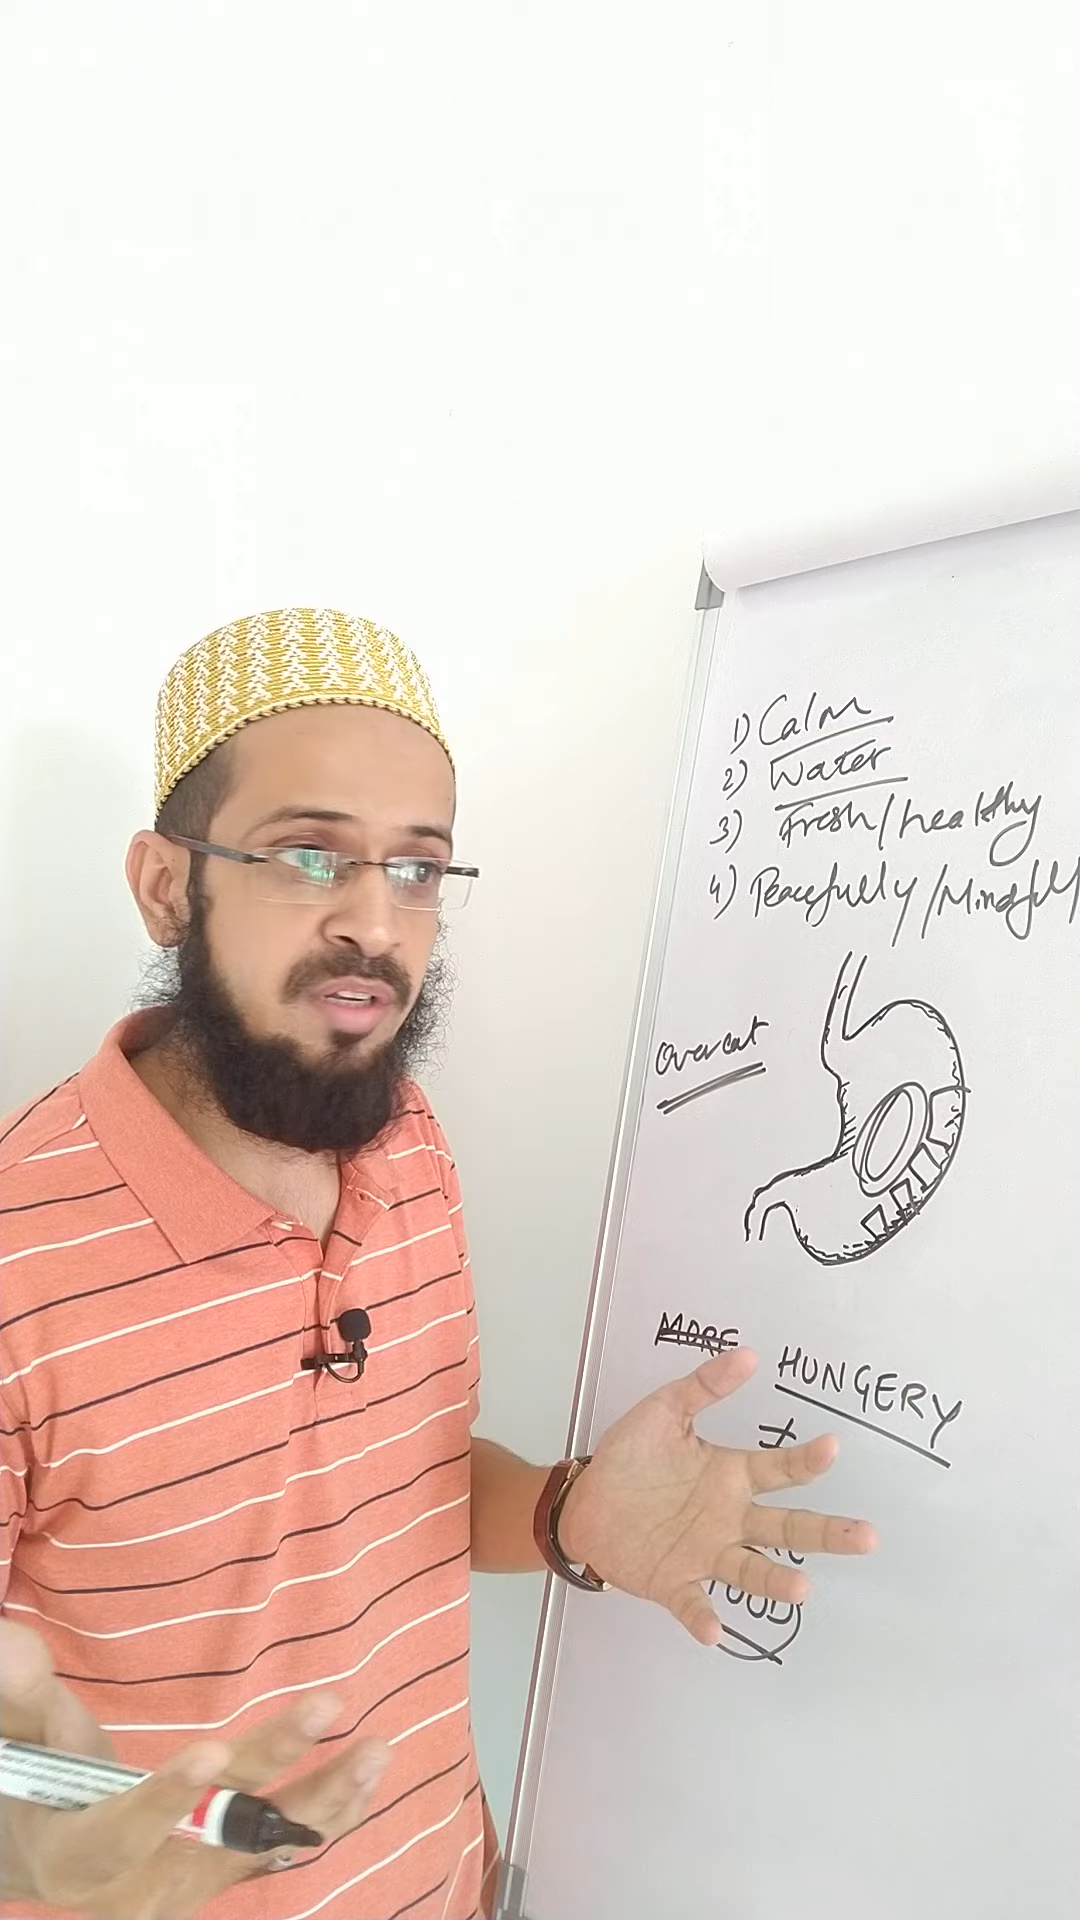 1) Calm
2) Water
3) Fresh/healthy
4) Peacefully/Mindful
Overeat
MORE
HUNGERY
≠
FOOD